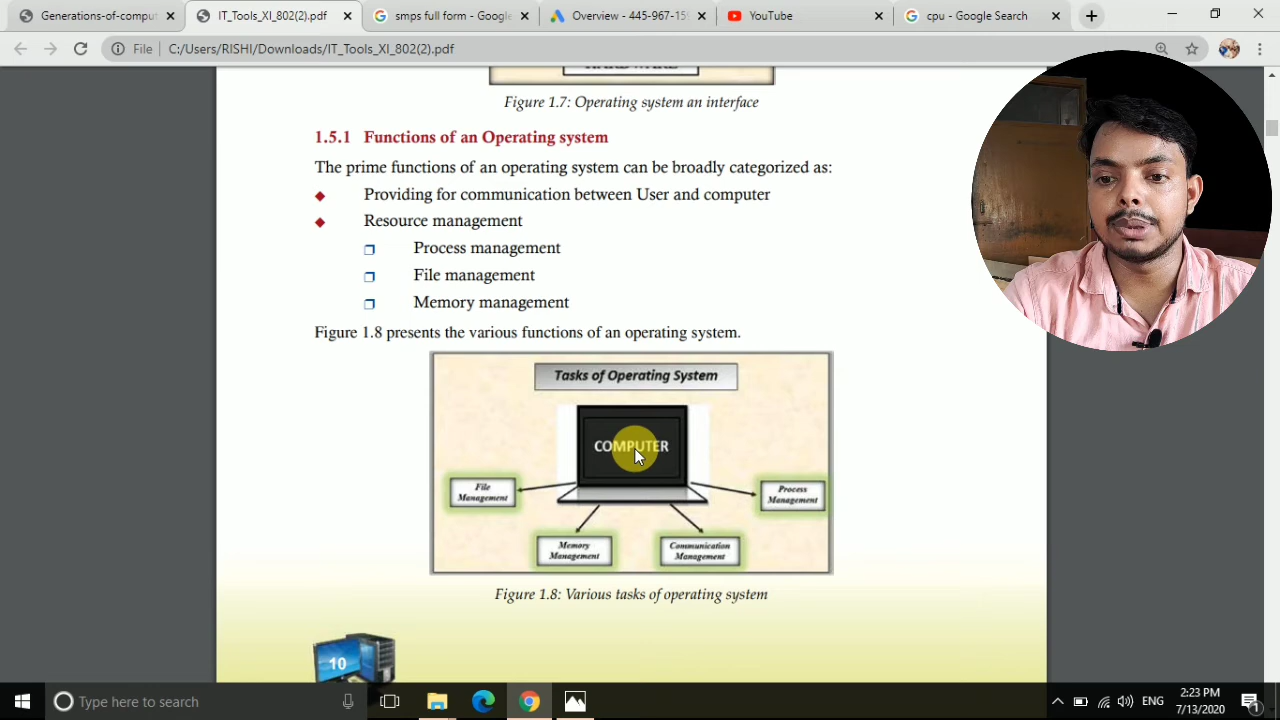 Generations-of-comput
IT_Tools_XI_802(2).pdf
smps full form - Google
Overview - 445-967-15
YouTube
cpu - Google Search
File
C:/Users/RISHI/Downloads/IT_Tools_XI_802(2).pdf
Figure 1.7: Operating system an interface
1.5.1 Functions of an Operating system
The prime functions of an operating system can be broadly categorized as:
Providing for communication between User and computer
Resource management
Process management
File management
Memory management
Figure 1.8 presents the various functions of an operating system.
Tasks of Operating System
COMPUTER
File
Management
Process
Management
Memory
Management
Communication
Management
Figure 1.8: Various tasks of operating system
10
Type here to search
ENG
2:23 PM
7/13/2020
1